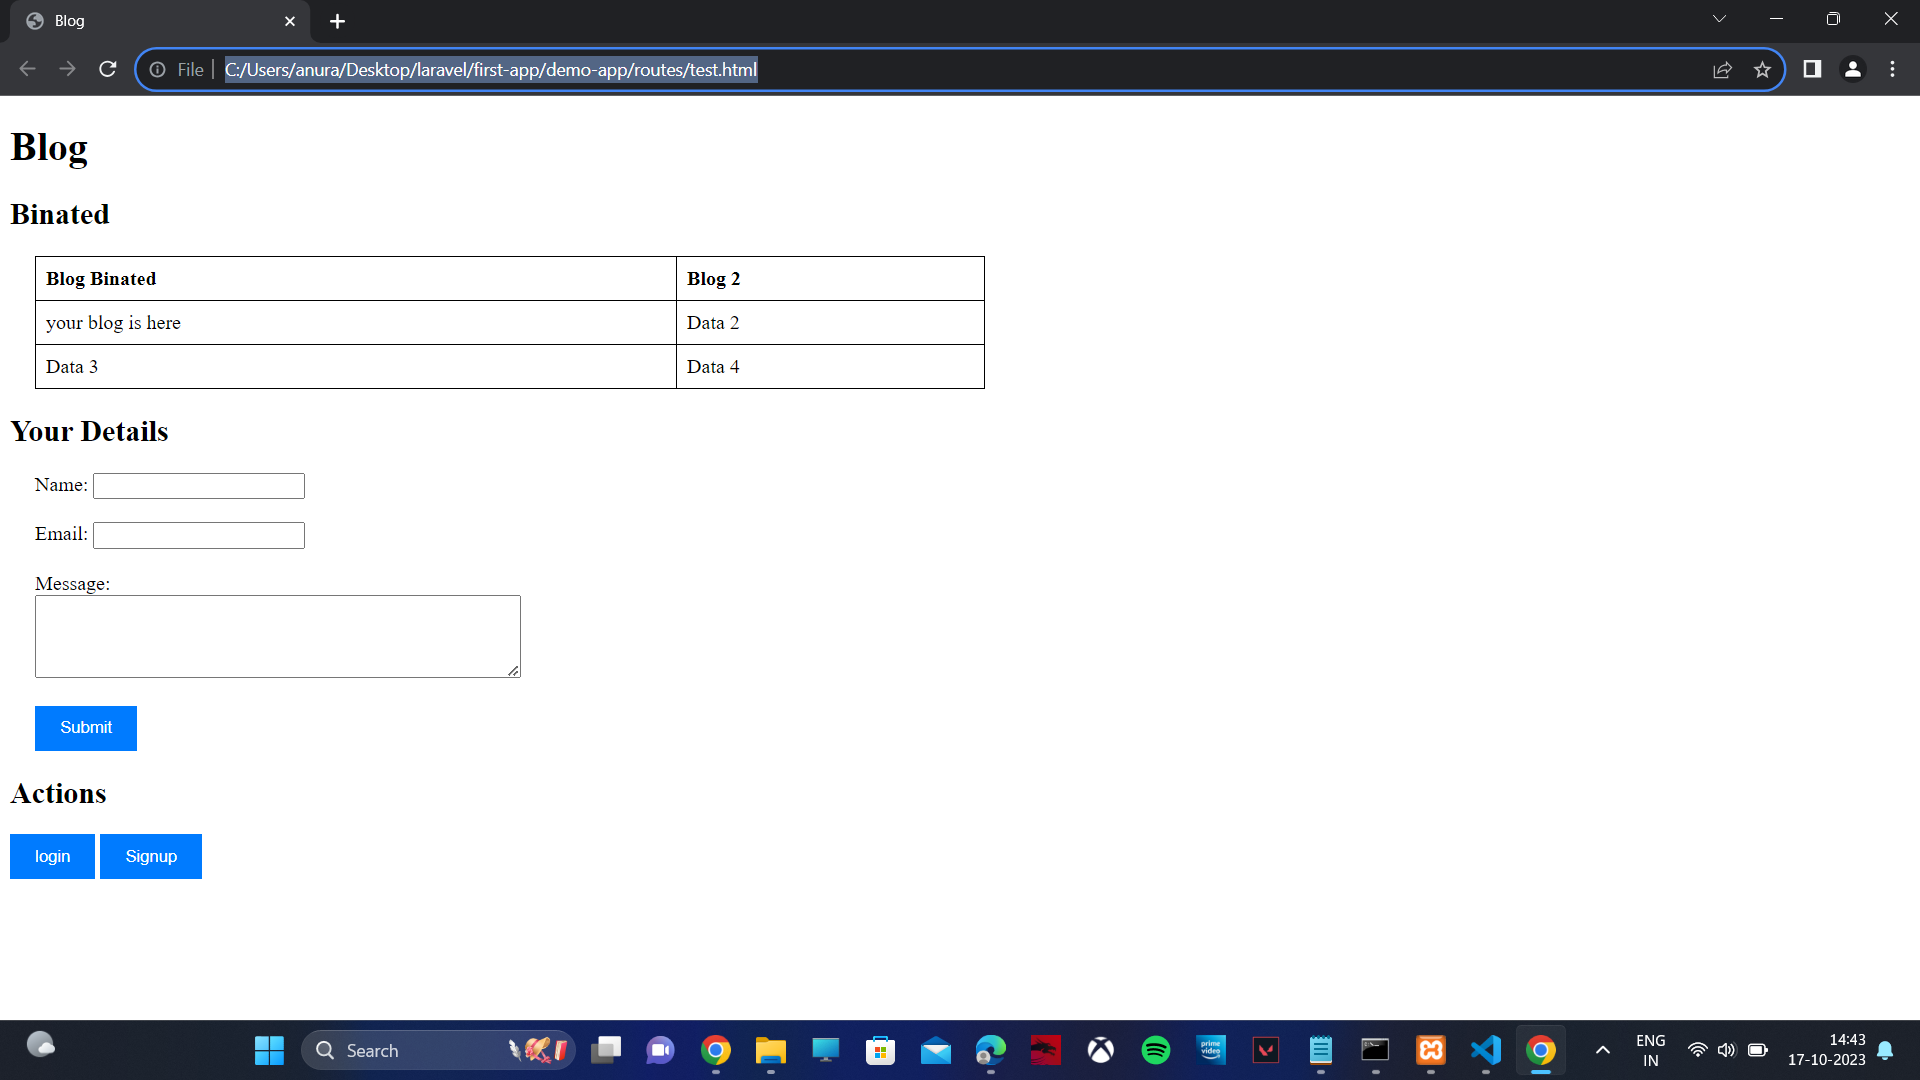 Blog
File
C:/Users/anura/Desktop/laravel/first-app/demo-app/routes/test.html
Blog
Binated
Blog Binated Blog 2
your blog is here Data 2
Data 3 Data 4
Your Details
Name:
Email:
Message:
Submit
Actions
login Signup
Search
prime video
ENG
IN
14:43
17-10-2023